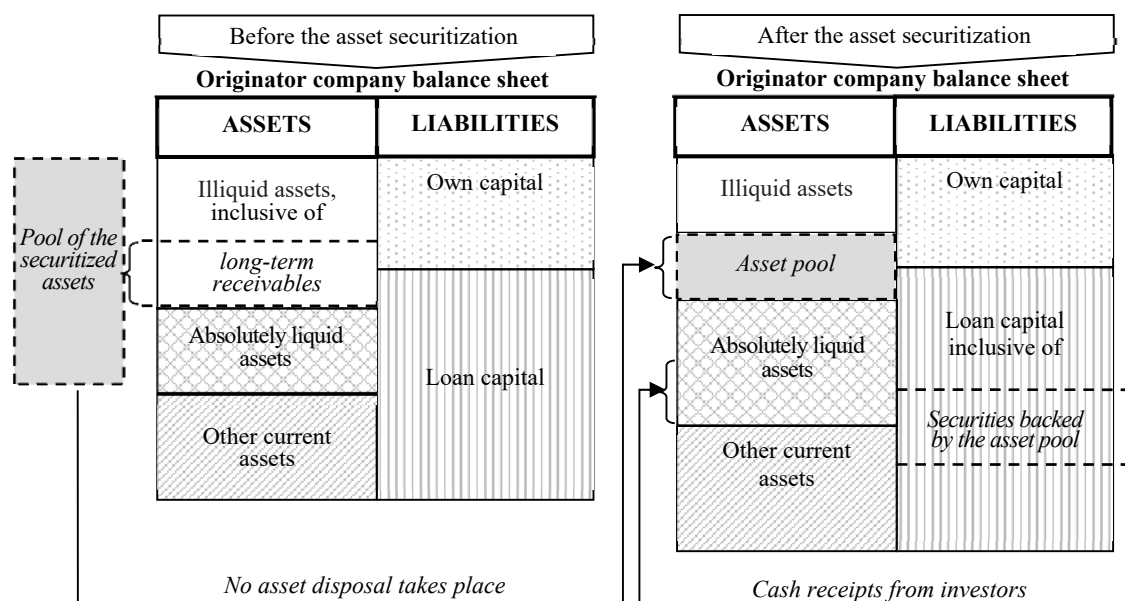 Before the asset securitization
Originator company balance sheet
ASSETS
LIABILITIES
Pool of the
securitized
assets
Illiquid assets,
inclusive of
long-term
receivables
Absolutely liquid
assets
Other current
assets
Own capital
Loan capital
No asset disposal takes place
After the asset securitization
Originator company balance sheet
ASSETS
LIABILITIES
Illiquid assets
Asset pool
Absolutely liquid
assets
Other current
assets
Own capital
Loan capital
inclusive of
Securities backed
by the asset pool
Cash receipts from investors